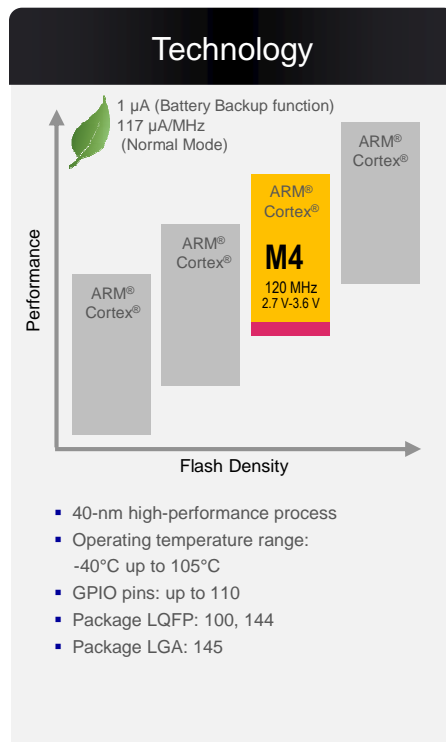 Technology
1 µA (Battery Backup function)
117 µA/MHz
(Normal Mode)
ARM®
Cortex®
ARM®
Cortex®
ARM®
Cortex®
M4
120 MHz
2.7 V-3.6 V
ARM®
Cortex®
Performance
Flash Density
▪ 40-nm high-performance process
▪ Operating temperature range:
-40°C up to 105°C
▪ GPIO pins: up to 110
▪ Package LQFP: 100, 144
▪ Package LGA: 145